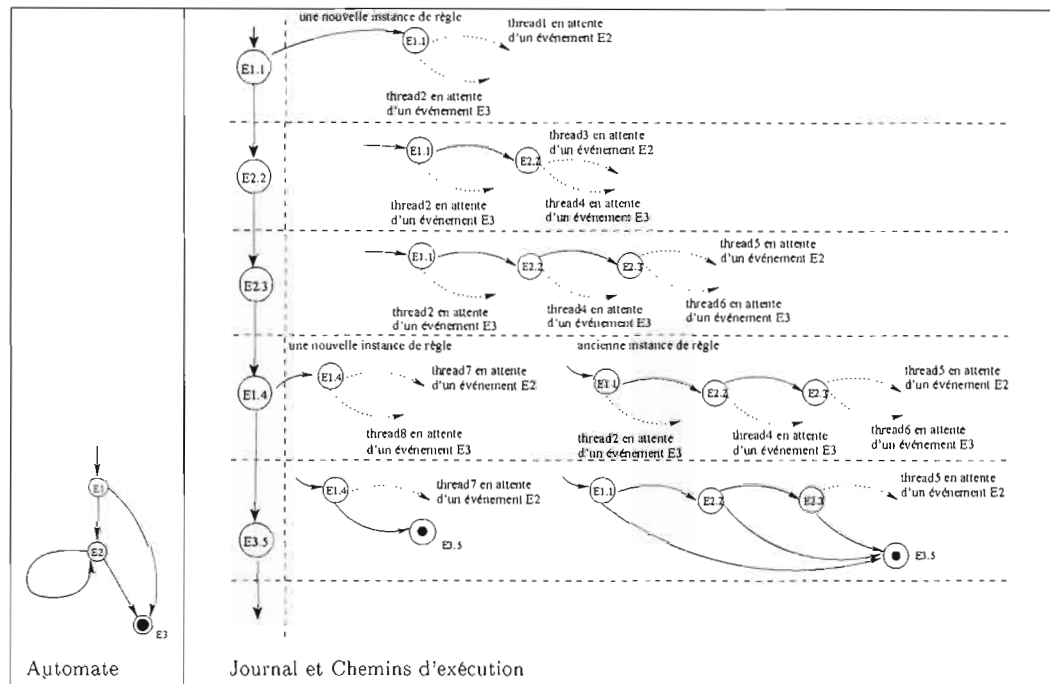 une nouvelle instance de règle
E1.1
E1.1
thread1 en attente
d'un événement E2
thread2 en attente
d'un événement E3
E2.2
E1.1
E2.2
thread3 en attente
d'un événement E2
thread2 en attente
d'un événement E3
thread4 en attente
d'un événement E3
E2.3
E1.1
E2.2
E2.3
thread5 en attente
d'un événement E2
thread2 en attente
d'un événement E3
thread4 en attente
d'un événement E3
thread6 en attente
d'un événement E3
une nouvelle instance de règle
ancienne instance de règle
E1.4
E1.4
thread7 en attente
d'un événement E2
thread8 en attente
d'un événement E3
E1.1
E2.2
E2.3
thread5 en attente
d'un événement E2
thread2 en attente
d'un événement E3
thread4 en attente
d'un événement E3
thread6 en attente
d'un événement E3
E3.5
E1.4
thread7 en attente
d'un événement E2
E3.5
E1.1
E2.2
E2.3
thread5 en attente
d'un événement E2
E3.5
E1
E2
E3
Automate
Journal et Chemins d'exécution